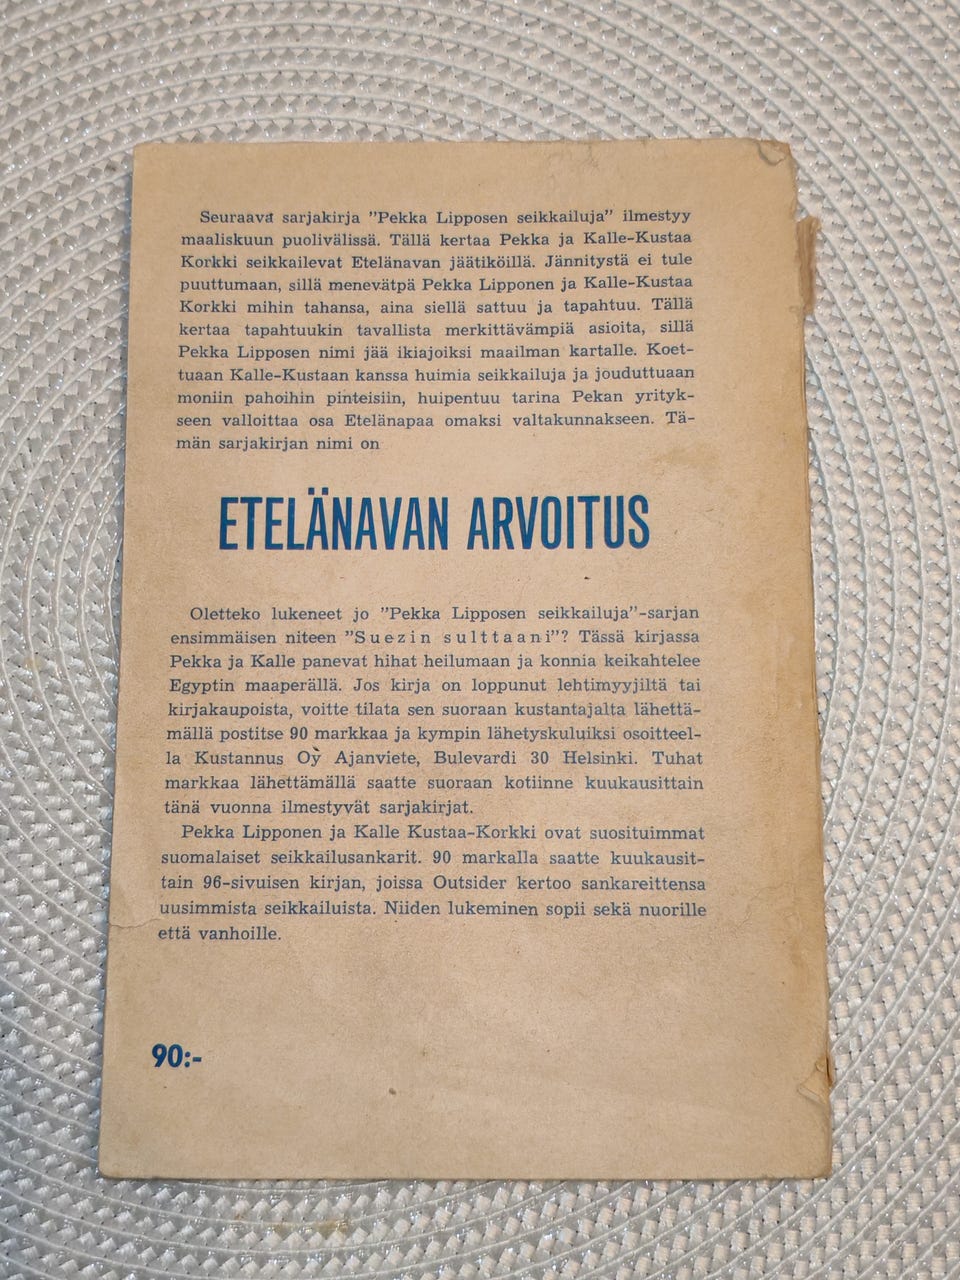 Seuraava sarjakirja ”Pekka Lipposen seikkailuja” ilmestyy
maaliskuun puolivälissä. Tällä kertaa Pekka ja Kalle-Kustaa
Korkki seikkailevat Etelänavan jäätiköillä. Jännitystä ei tule
puuttumaan, sillä menevätpä Pekka Lipponen ja Kalle-Kustaa
Korkki mihin tahansa, aina siellä sattuu ja tapahtuu. Tällä
kertaa tapahtuukin tavallista merkittävämpiä asioita, sillä
Pekka Lipposen nimi jää ikiajoiksi maailman kartalle. Koet-
tuaan Kalle-Kustaan kanssa huimia seikkailuja ja jouduttuaan
moniin pahoihin pinteisiin, huipentuu tarina Pekan yrityk-
seen valloittaa osa Etelänapaa omaksi valtakunnakseen. Tä-
män sarjakirjan nimi on
ETELÄNAVAN ARVOITUS
Oletteko lukeneet jo ”Pekka Lipposen seikkailuja”-sarjan
ensimmäisen niteen ”Suezin sulttaani”? Tässä kirjassa
Pekka ja Kalle panevat hihat heilumaan ja konnia keikahtelee
Egyptin maaperällä. Jos kirja on loppunut lehtimyyjiltä tai
kirjakaupoista, voitte tilata sen suoraan kustantajalta lähettä-
mällä postitse 90 markkaa ja kympin lähetyskuluiksi osoitteel-
la Kustannus Oy Ajanviete, Bulevardi 30 Helsinki. Tuhat
markkaa lähettämällä saatte suoraan kotiinne kuukausittain
tänä vuonna ilmestyvät sarjakirjat.
Pekka Lipponen ja Kalle Kustaa-Korkki ovat suosituimmat
suomalaiset seikkailusankarit. 90 markalla saatte kuukausit-
tain 96-sivuisen kirjan, joissa Outsider kertoo sankareittensa
uusimmista seikkailuista. Niiden lukeminen sopii sekä nuorille
että vanhoille.
90:-